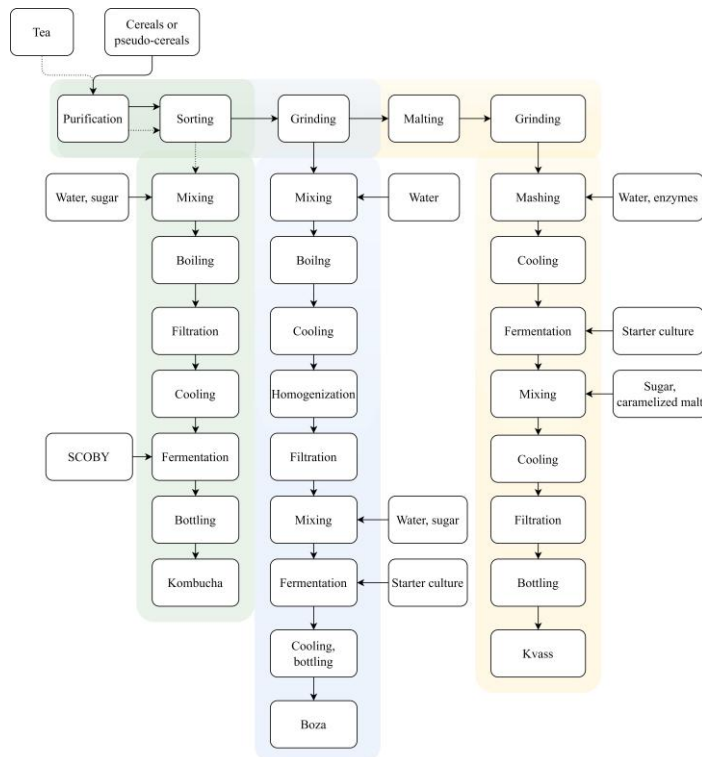 Tea
Cereals or
pseudo-cereals
Purification
Sorting
Grinding
Malting
Grinding
Water, sugar
Mixing
Mixing
Water
Mashing
Water, enzymes
Boiling
Boilng
Cooling
Filtration
Cooling
Fermentation
Starter culture
Cooling
Homogenization
Mixing
Sugar,
caramelized malt
SCOBY
Fermentation
Filtration
Cooling
Bottling
Mixing
Water, sugar
Filtration
Kombucha
Fermentation
Starter culture
Bottling
Cooling,
bottling
Kvass
Boza